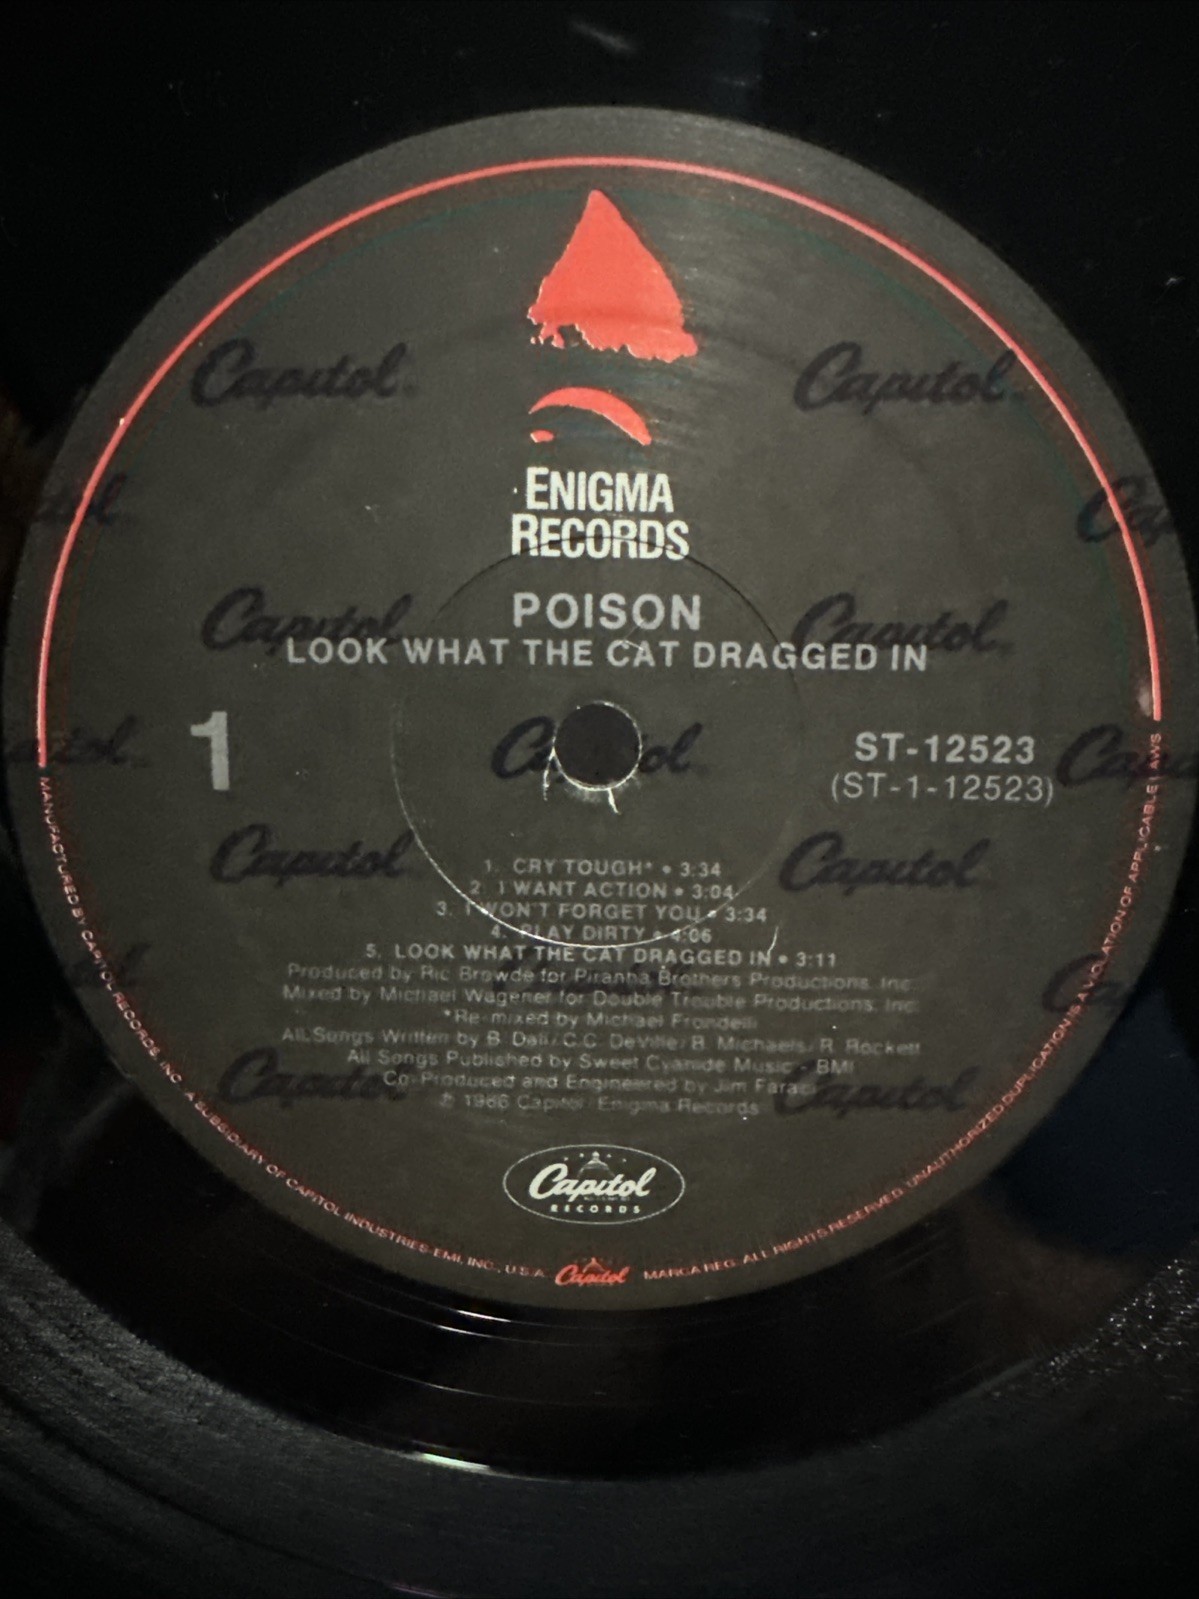 ENIGMA
RECORDS
POISON
LOOK WHAT THE CAT DRAGGED IN
1
ST-12523
(ST-1-12523)
1. CRY TOUGH* • 3:34
2. I WANT ACTION • 3:04
3. I WON'T FORGET YOU • 3:34
4. PLAY DIRTY • 4:06
5. LOOK WHAT THE CAT DRAGGED IN • 3:11
Produced by Ric Browde for Piranha Brothers Productions, Inc.
Mixed by Michael Wagener for Double Trouble Productions, Inc.
*Re-mixed by Michael Frondelli
All Songs Written by B. Dall/C.C. DeVille/B. Michaels/R. Rockett
All Songs Published by Sweet Cyanide Music - BMI
Co-Produced and Engineered by Jim Faraci
℗ 1986 Capitol/Enigma Records
Capitol
RECORDS
MANUFACTURED BY CAPITOL RECORDS, INC. A SUBSIDIARY OF CAPITOL INDUSTRIES-EMI, INC., U.S.A. Capitol MARCA REG. ALL RIGHTS RESERVED. UNAUTHORIZED DUPLICATION IS A VIOLATION OF APPLICABLE LAWS.
Capitol
Capitol
Capitol
Capitol
Capitol
Capitol
Capitol
Capitol
Capitol